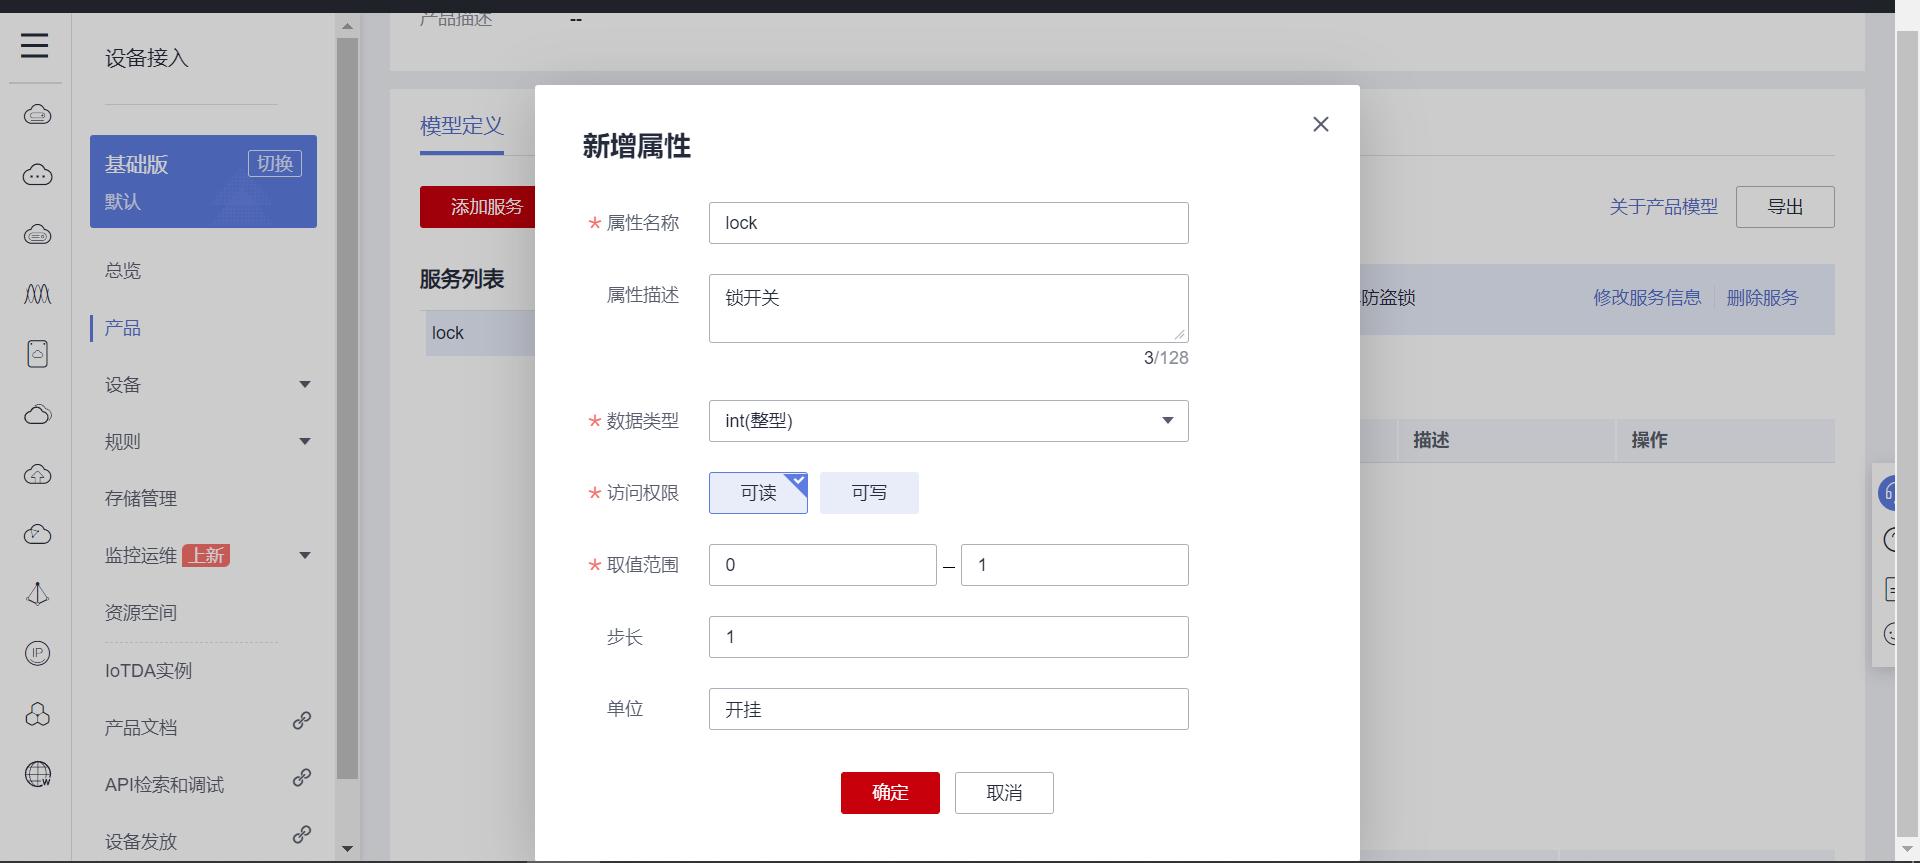 产品描述 --
设备接入
基础版 切换
默认
总览
产品
设备
规则
存储管理
监控运维 上新
资源空间
IoTDA实例
产品文档
API检索和调试
设备发放
模型定义
添加服务
关于产品模型 导出
服务列表
lock
防盗锁 修改服务信息 删除服务
描述 操作
新增属性
* 属性名称 lock
属性描述 锁开关
3/128
* 数据类型 int(整型)
* 访问权限 可读 可写
* 取值范围 0 – 1
步长 1
单位 开挂
确定 取消